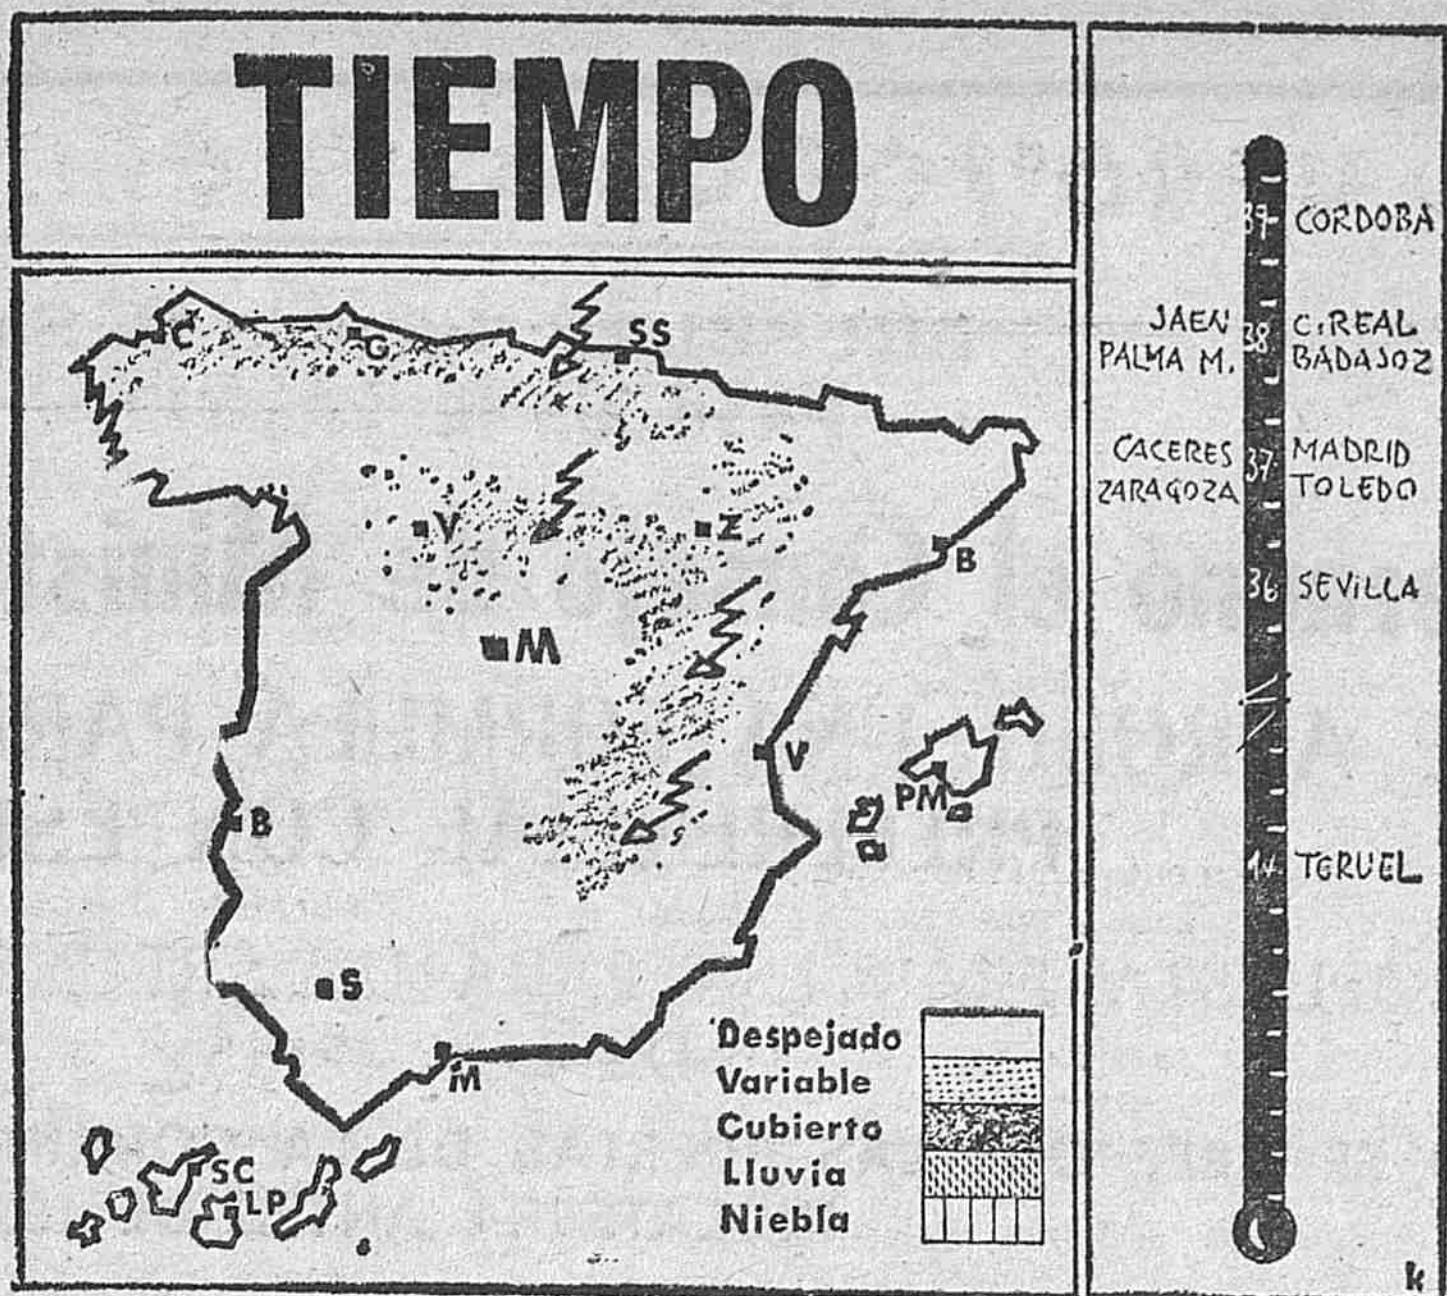 TIEMPO
C
G
SS
V
Z
B
M
V
PM
B
S
M
SC
LP
Despejado
Variable
Cubierto
Lluvia
Niebla
39 CORDOBA
JAEN 38 C.REAL
PALMA M. BADAJOZ
CACERES 37 MADRID
ZARAGOZA TOLEDO
36 SEVILLA
14 TERUEL
k